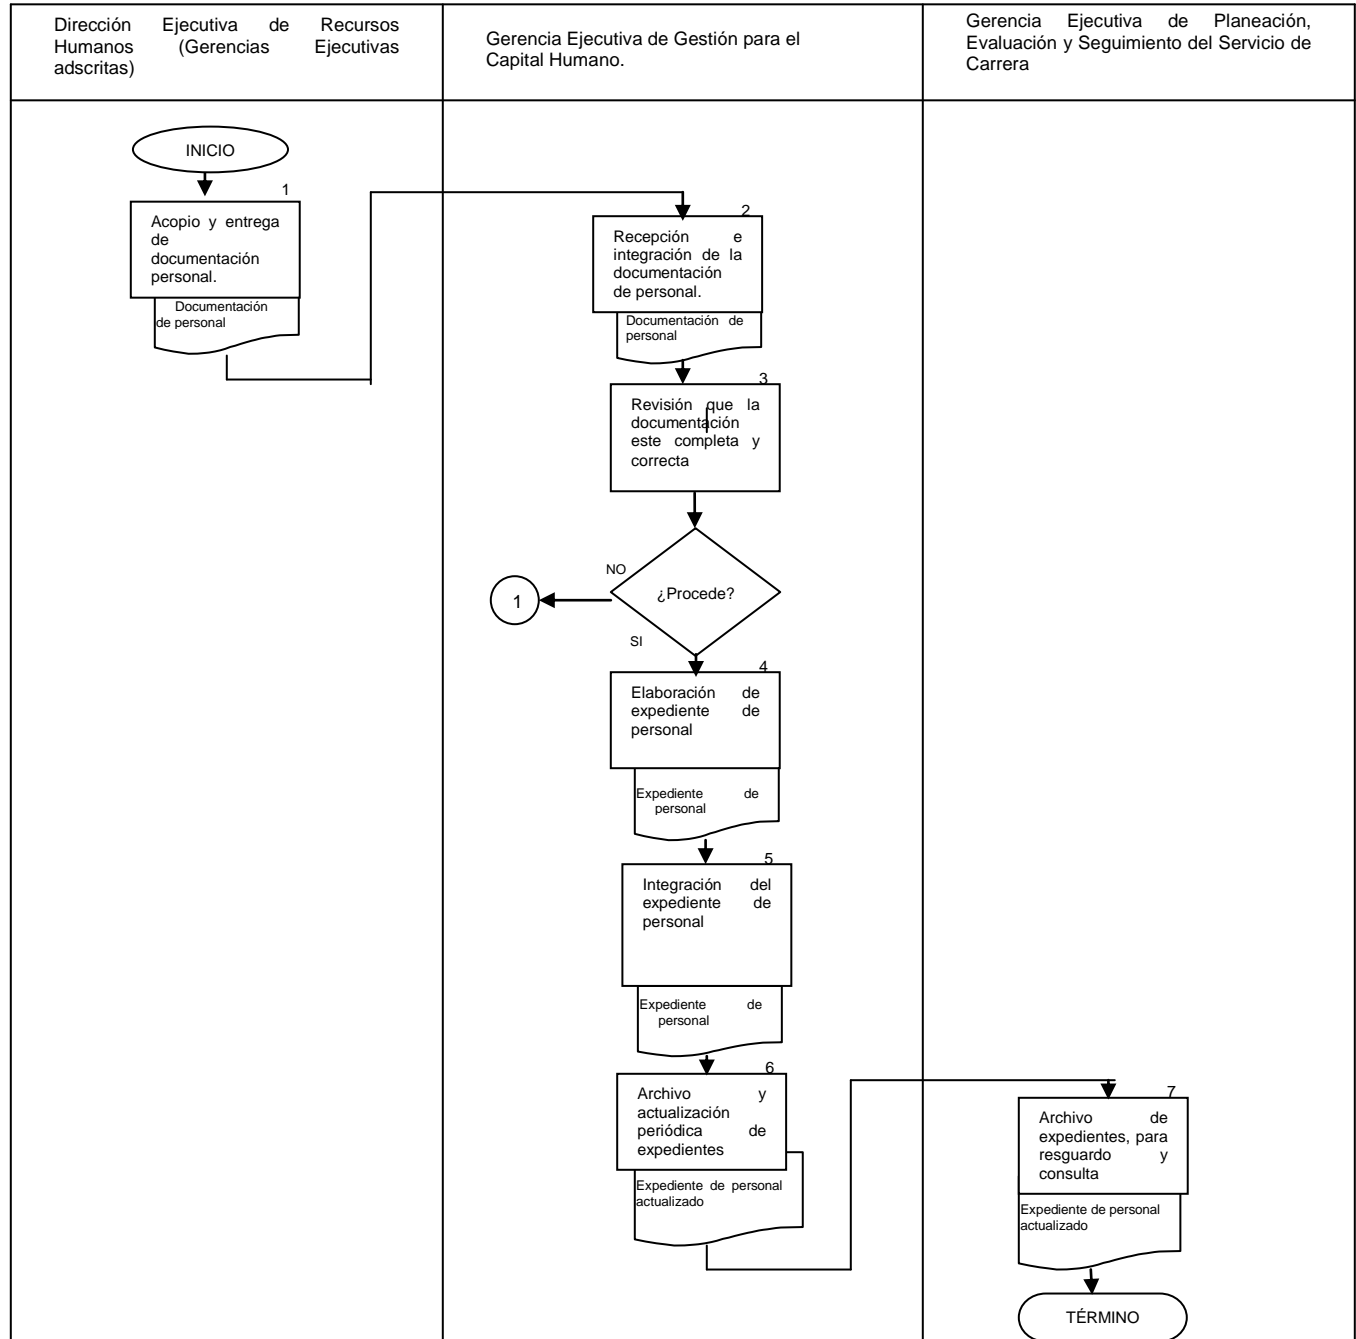 Dirección Ejecutiva de Recursos
Humanos (Gerencias Ejecutivas
adscritas)
Gerencia Ejecutiva de Gestión para el
Capital Humano.
Gerencia Ejecutiva de Planeación,
Evaluación y Seguimiento del Servicio de
Carrera
INICIO
1
Acopio y entrega
de
documentación
personal.
Documentación
de personal
2
Recepción e
integración de la
documentación
de personal.
Documentación de
personal
3
Revisión que la
documentación
este completa y
correcta
¿Procede?
NO
1
SI
4
Elaboración de
expediente de
personal
Expediente de
personal
5
Integración del
expediente de
personal
Expediente de
personal
6
Archivo y
actualización
periódica de
expedientes
Expediente de personal
actualizado
7
Archivo de
expedientes, para
resguardo y
consulta
Expediente de personal
actualizado
TÉRMINO